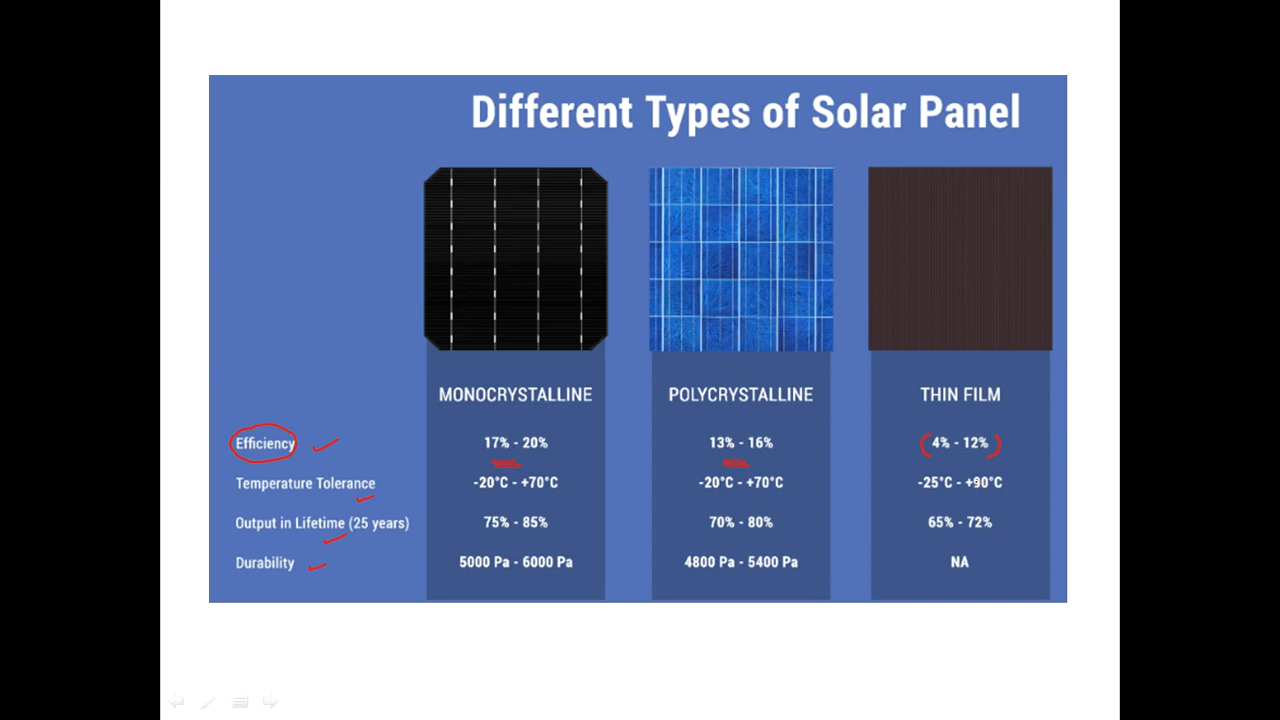 Different Types of Solar Panel
MONOCRYSTALLINE POLYCRYSTALLINE THIN FILM
Efficiency 17% - 20% 13% - 16% 4% - 12%
Temperature Tolerance -20°C - +70°C -20°C - +70°C -25°C - +90°C
Output in Lifetime (25 years) 75% - 85% 70% - 80% 65% - 72%
Durability 5000 Pa - 6000 Pa 4800 Pa - 5400 Pa NA